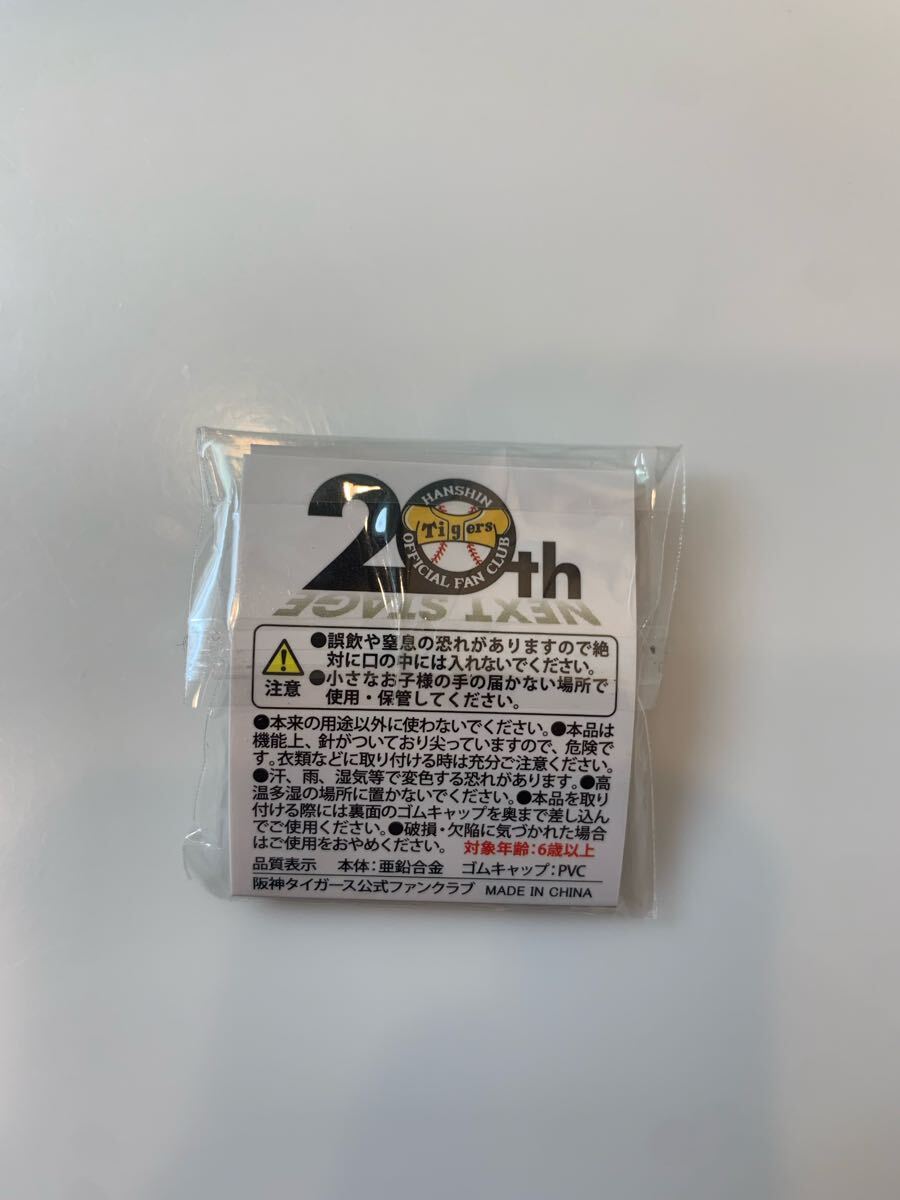 20th
HANSHIN
Tigers
OFFICIAL FAN CLUB
NEXT STAGE
●誤飲や窒息の恐れがありますので絶
対に口の中には入れないでください。
注意
●小さなお子様の手の届かない場所で
使用・保管してください。
●本来の用途以外に使わないでください。●本品は
機能上、針がついており尖っていますので、危険で
す。衣類などに取り付ける時は充分ご注意ください。
●汗、雨、湿気等で変色する恐れがあります。●高
温多湿の場所に置かないでください。●本品を取り
付ける際には裏面のゴムキャップを奥まで差し込ん
でご使用ください。●破損・欠陥に気づかれた場合
はご使用をおやめください。 対象年齢:6歳以上
品質表示 本体:亜鉛合金 ゴムキャップ:PVC
阪神タイガース公式ファンクラブ MADE IN CHINA